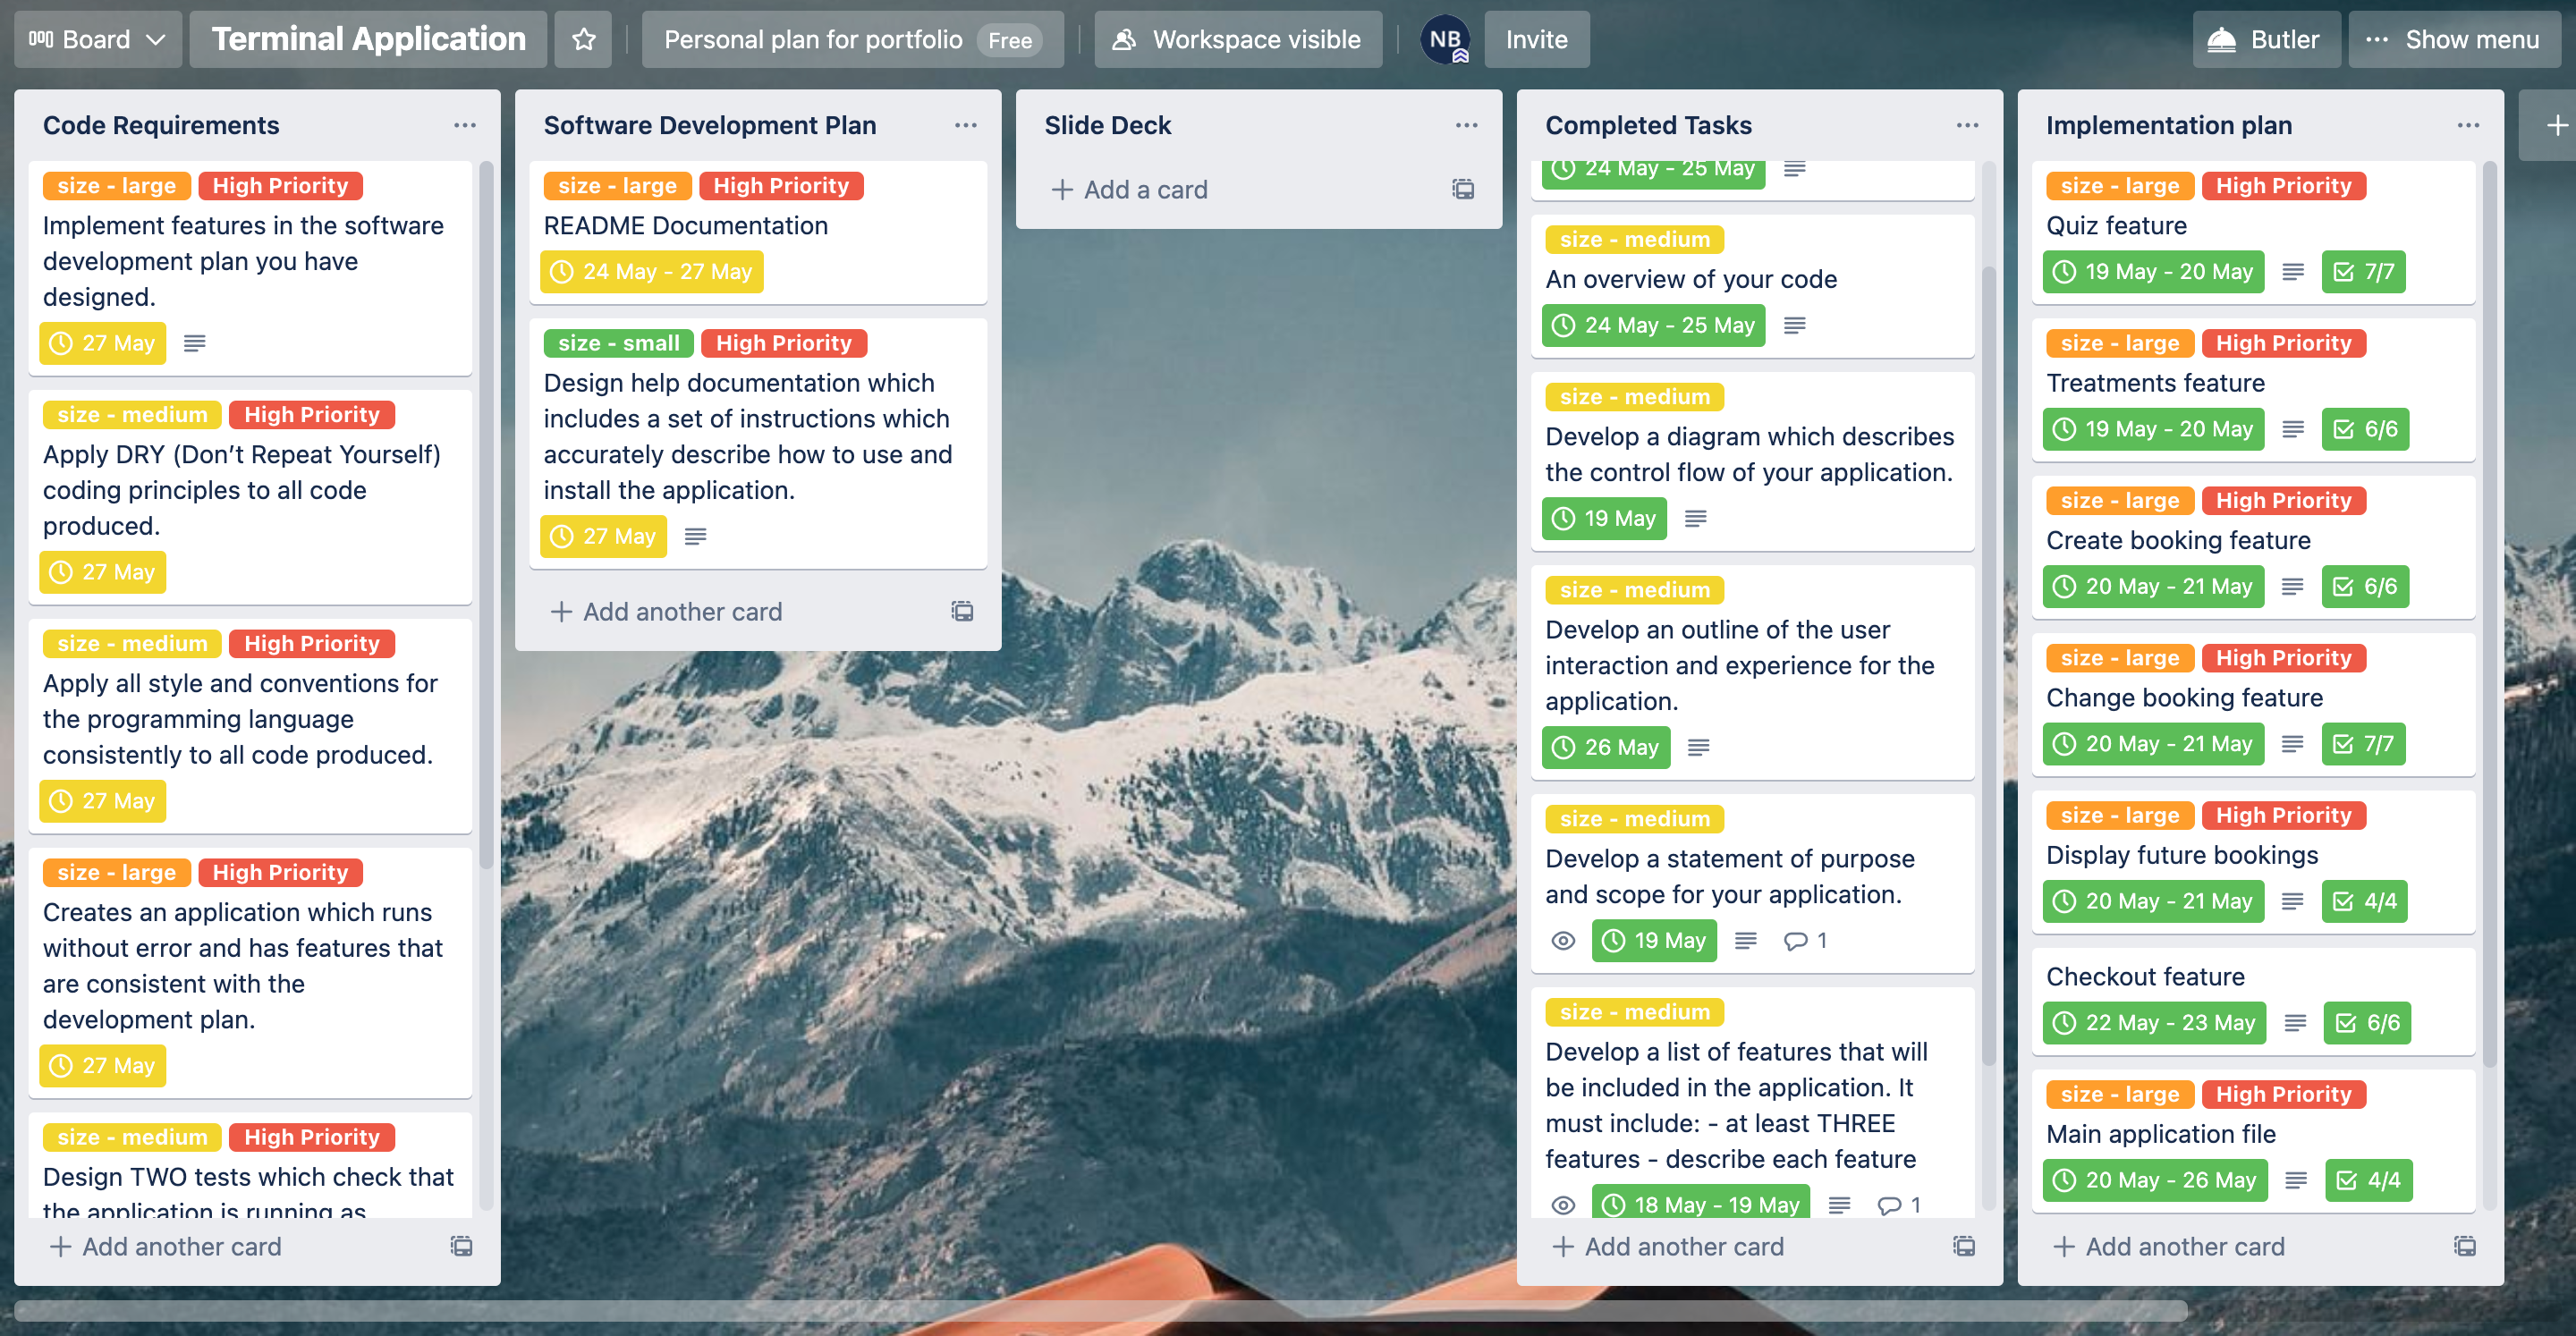 Board
Terminal Application
Personal plan for portfolio Free
Workspace visible
NB
Invite
Butler
Show menu
Code Requirements
size - large High Priority
Implement features in the software
development plan you have
designed.
27 May
size - medium High Priority
Apply DRY (Don’t Repeat Yourself)
coding principles to all code
produced.
27 May
size - medium High Priority
Apply all style and conventions for
the programming language
consistently to all code produced.
27 May
size - large High Priority
Creates an application which runs
without error and has features that
are consistent with the
development plan.
27 May
size - medium High Priority
Design TWO tests which check that
the application is running as
Add another card
Software Development Plan
size - large High Priority
README Documentation
24 May - 27 May
size - small High Priority
Design help documentation which
includes a set of instructions which
accurately describe how to use and
install the application.
27 May
Add another card
Slide Deck
Add a card
Completed Tasks
24 May - 25 May
size - medium
An overview of your code
24 May - 25 May
size - medium
Develop a diagram which describes
the control flow of your application.
19 May
size - medium
Develop an outline of the user
interaction and experience for the
application.
26 May
size - medium
Develop a statement of purpose
and scope for your application.
19 May 1
size - medium
Develop a list of features that will
be included in the application. It
must include: - at least THREE
features - describe each feature
18 May - 19 May 1
Add another card
Implementation plan
size - large High Priority
Quiz feature
19 May - 20 May 7/7
size - large High Priority
Treatments feature
19 May - 20 May 6/6
size - large High Priority
Create booking feature
20 May - 21 May 6/6
size - large High Priority
Change booking feature
20 May - 21 May 7/7
size - large High Priority
Display future bookings
20 May - 21 May 4/4
Checkout feature
22 May - 23 May 6/6
size - large High Priority
Main application file
20 May - 26 May 4/4
Add another card